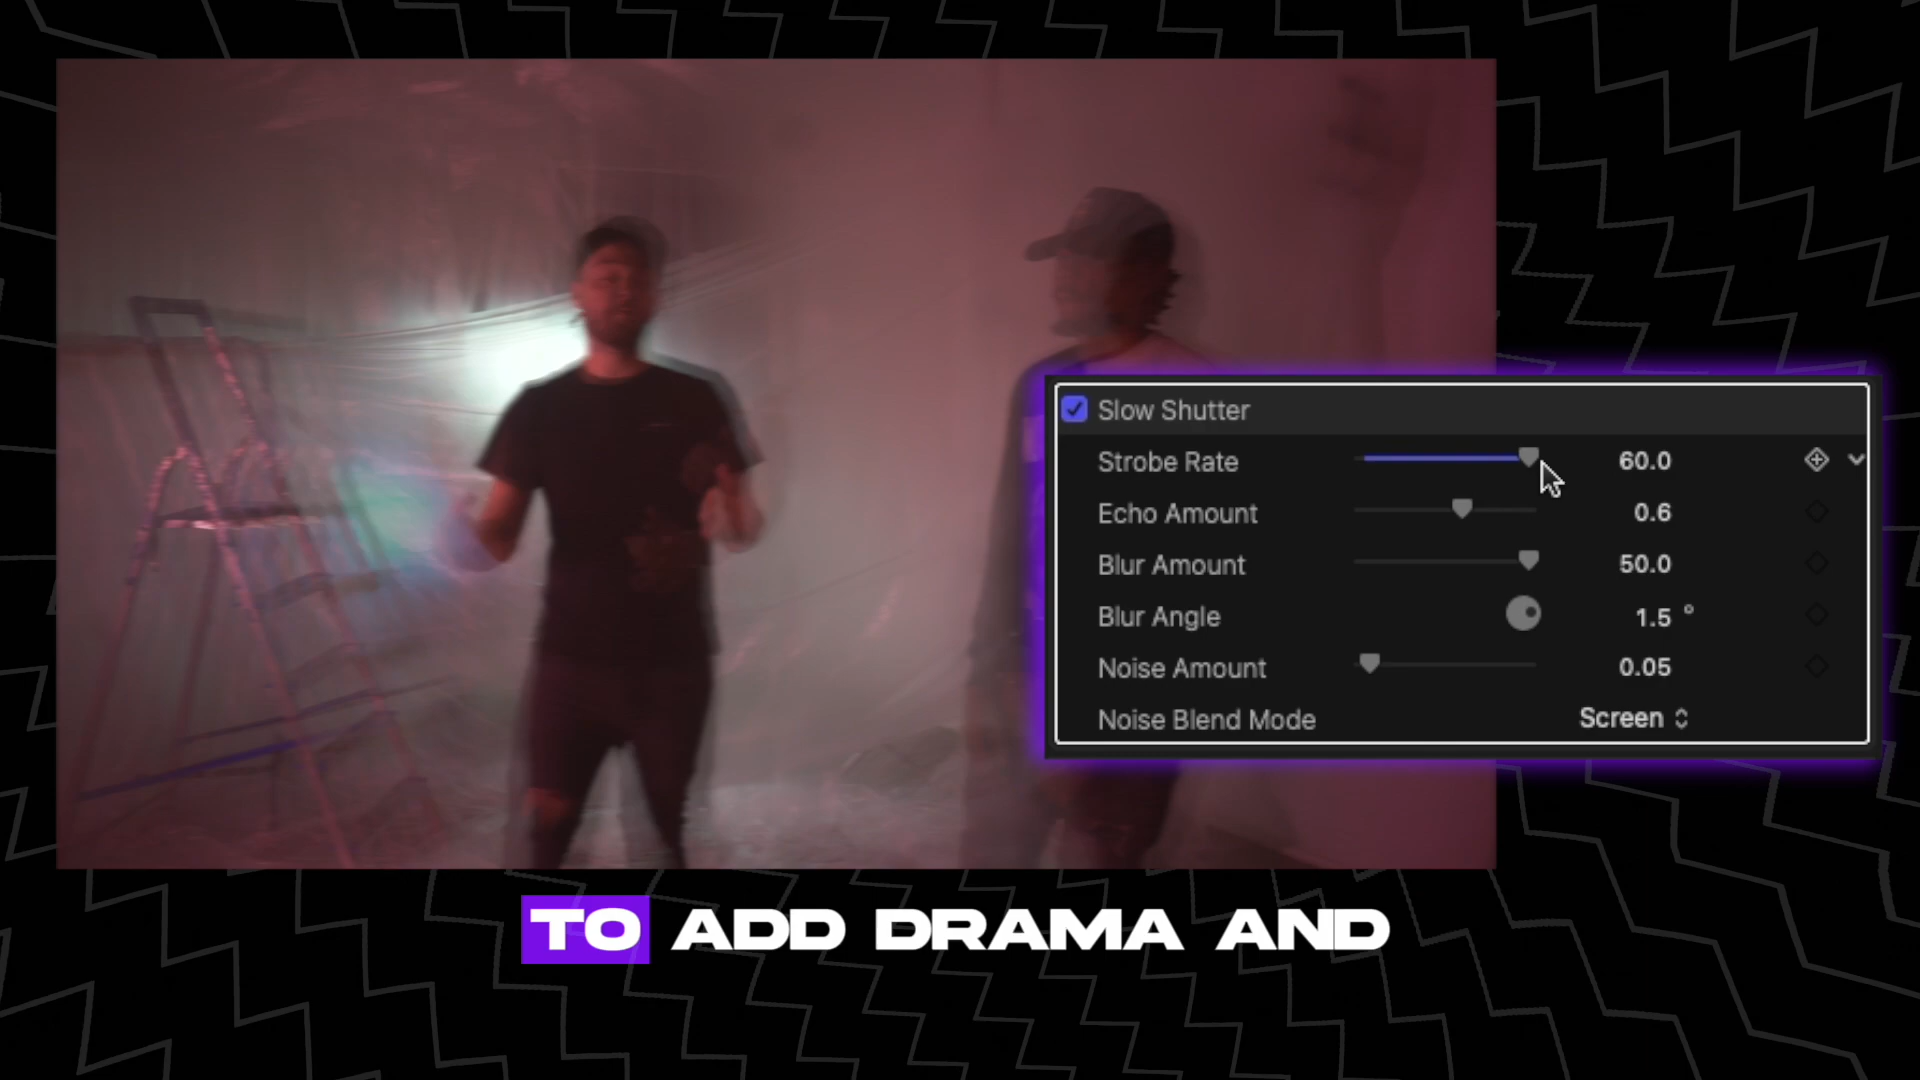 Slow Shutter
Strobe Rate 60.0
Echo Amount 0.6
Blur Amount 50.0
Blur Angle 1.5 °
Noise Amount 0.05
Noise Blend Mode Screen
TO ADD DRAMA AND